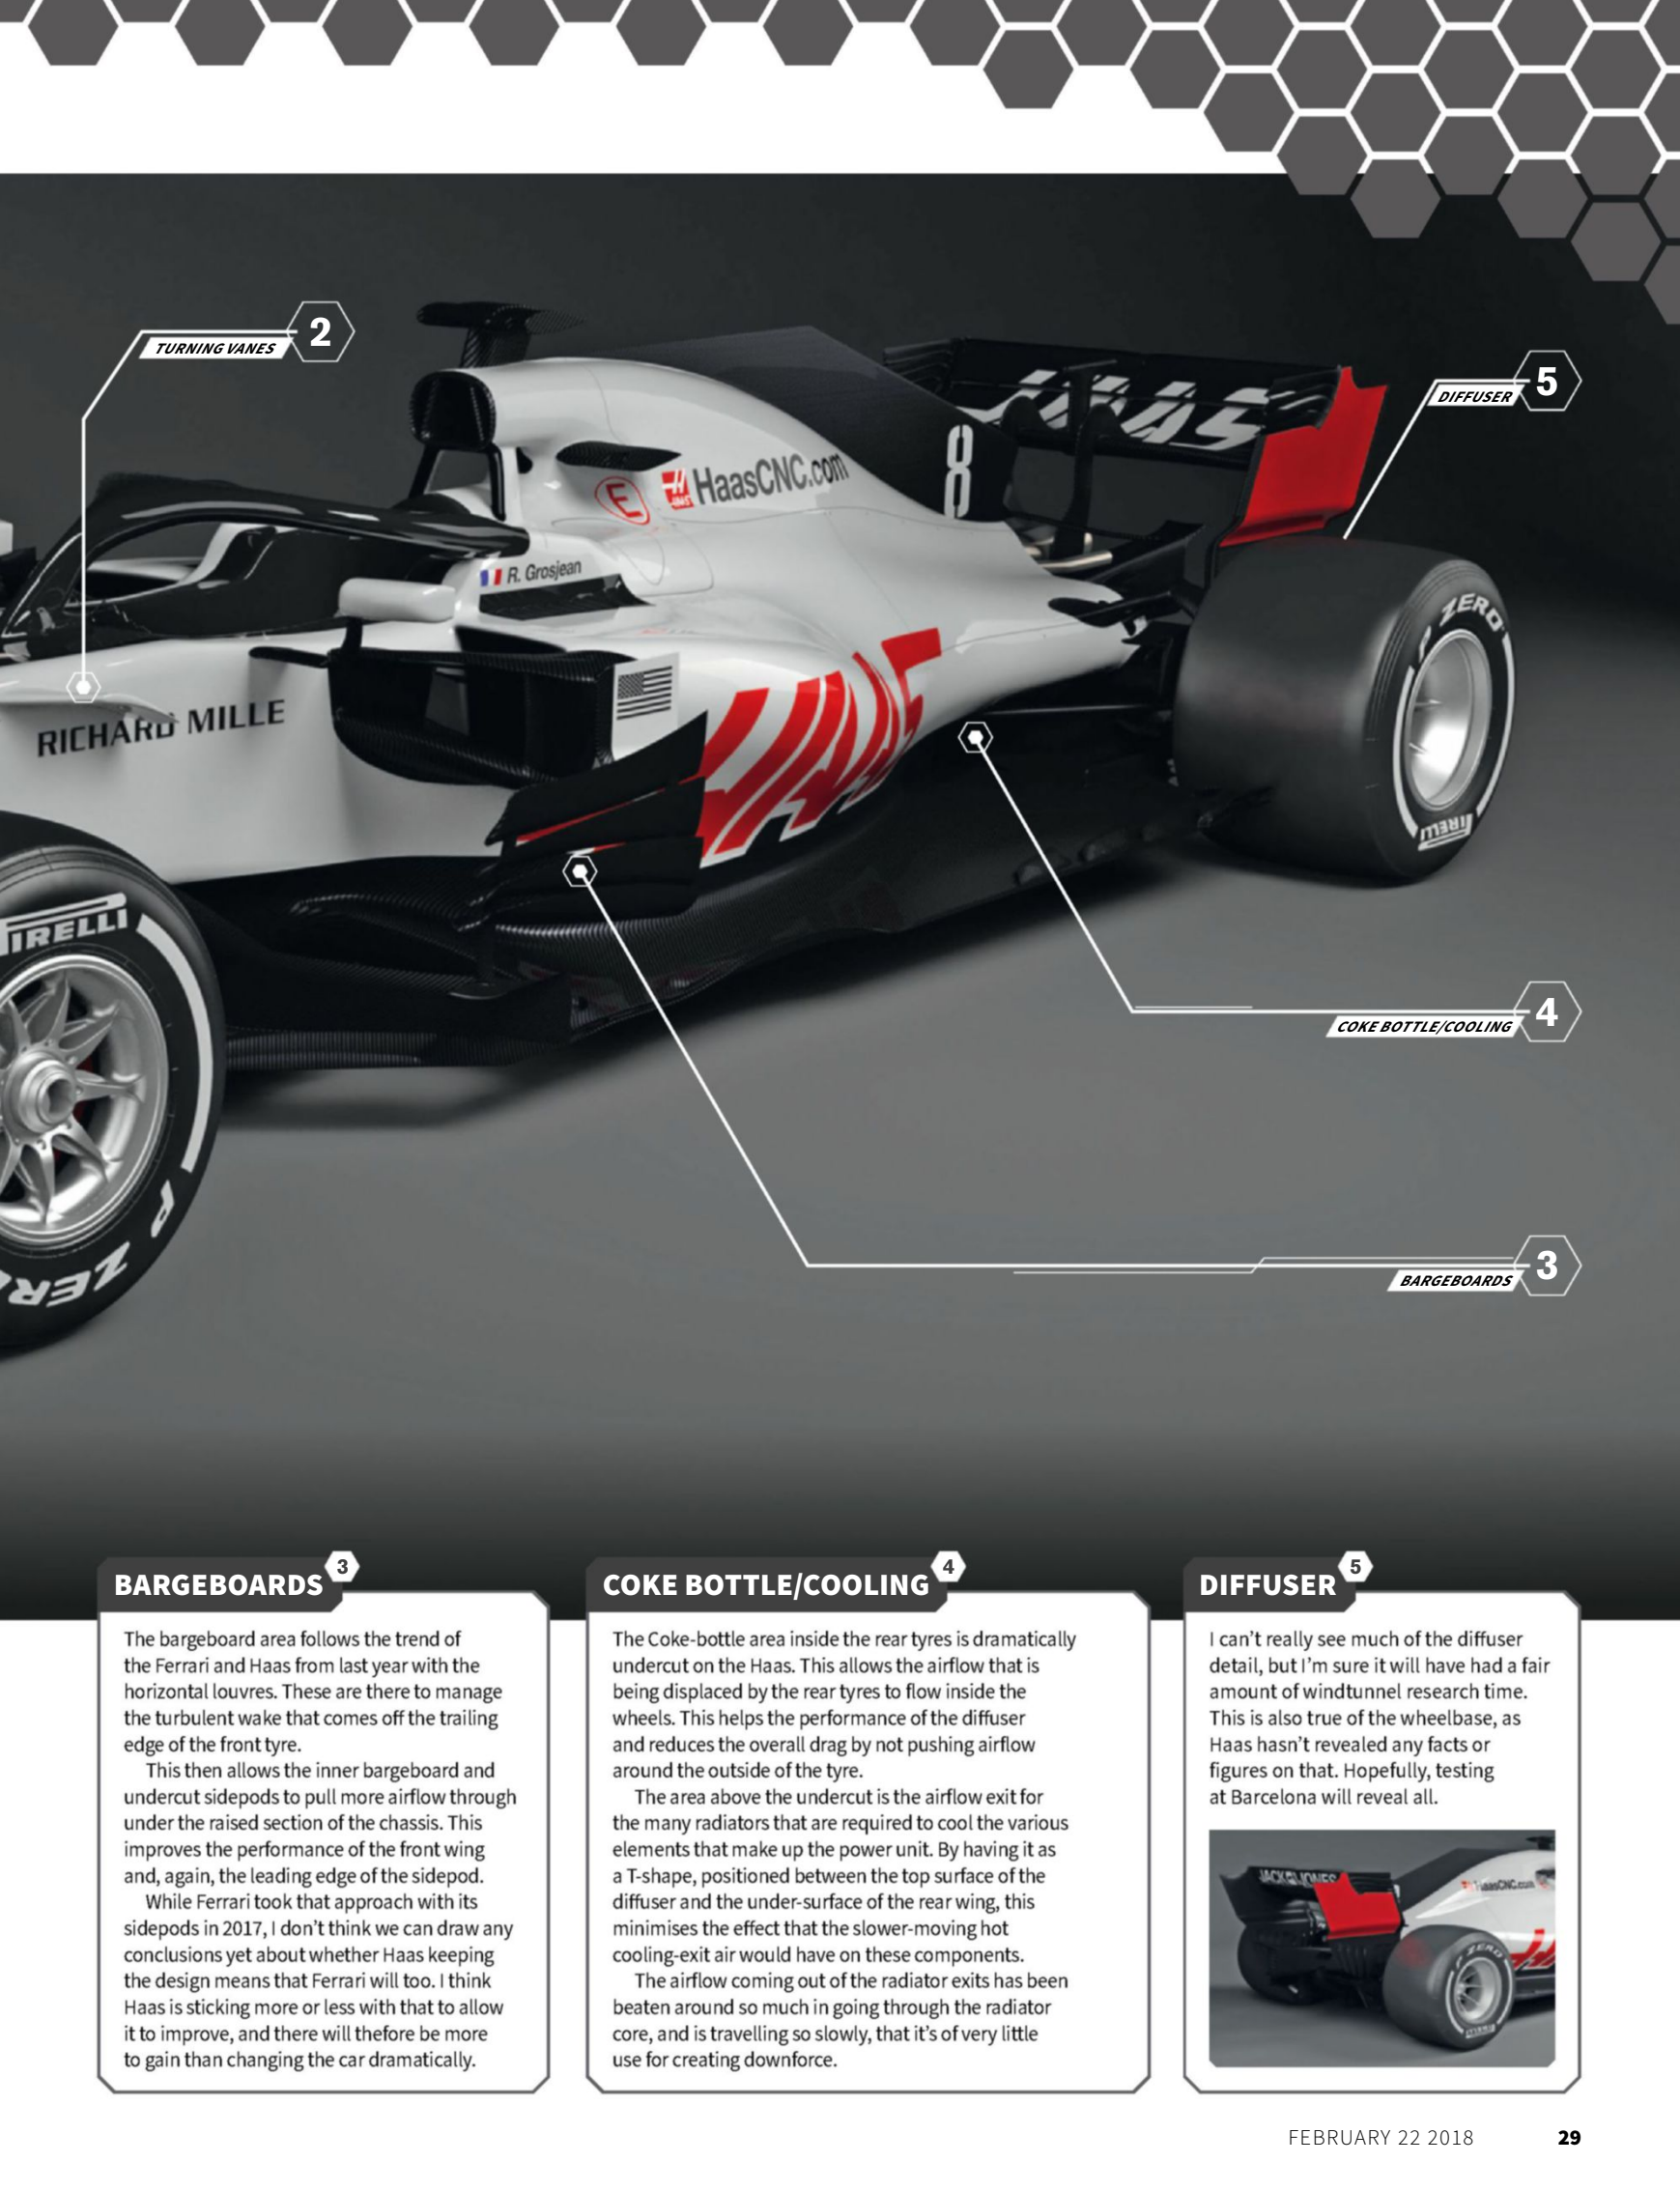 2
TURNING VANES
5
DIFFUSER
HAAS
8
E
HAAS
HaasCNC.com
R. Grosjean
P ZERO
RICHARD MILLE
HAAS
PIRELLI
PIRELLI
P ZER
4
COKE BOTTLE/COOLING
3
BARGEBOARDS
BARGEBOARDS 3
The bargeboard area follows the trend of
the Ferrari and Haas from last year with the
horizontal louvres. These are there to manage
the turbulent wake that comes off the trailing
edge of the front tyre.
This then allows the inner bargeboard and
undercut sidepods to pull more airflow through
under the raised section of the chassis. This
improves the performance of the front wing
and, again, the leading edge of the sidepod.
While Ferrari took that approach with its
sidepods in 2017, I don't think we can draw any
conclusions yet about whether Haas keeping
the design means that Ferrari will too. I think
Haas is sticking more or less with that to allow
it to improve, and there will thefore be more
to gain than changing the car dramatically.
COKE BOTTLE/COOLING 4
The Coke-bottle area inside the rear tyres is dramatically
undercut on the Haas. This allows the airflow that is
being displaced by the rear tyres to flow inside the
wheels. This helps the performance of the diffuser
and reduces the overall drag by not pushing airflow
around the outside of the tyre.
The area above the undercut is the airflow exit for
the many radiators that are required to cool the various
elements that make up the power unit. By having it as
a T-shape, positioned between the top surface of the
diffuser and the under-surface of the rear wing, this
minimises the effect that the slower-moving hot
cooling-exit air would have on these components.
The airflow coming out of the radiator exits has been
beaten around so much in going through the radiator
core, and is travelling so slowly, that it's of very little
use for creating downforce.
DIFFUSER 5
I can't really see much of the diffuser
detail, but I'm sure it will have had a fair
amount of windtunnel research time.
This is also true of the wheelbase, as
Haas hasn't revealed any facts or
figures on that. Hopefully, testing
at Barcelona will reveal all.
JACK & JONES
HaasCNC.com
P ZERO
FEBRUARY 22 2018
29